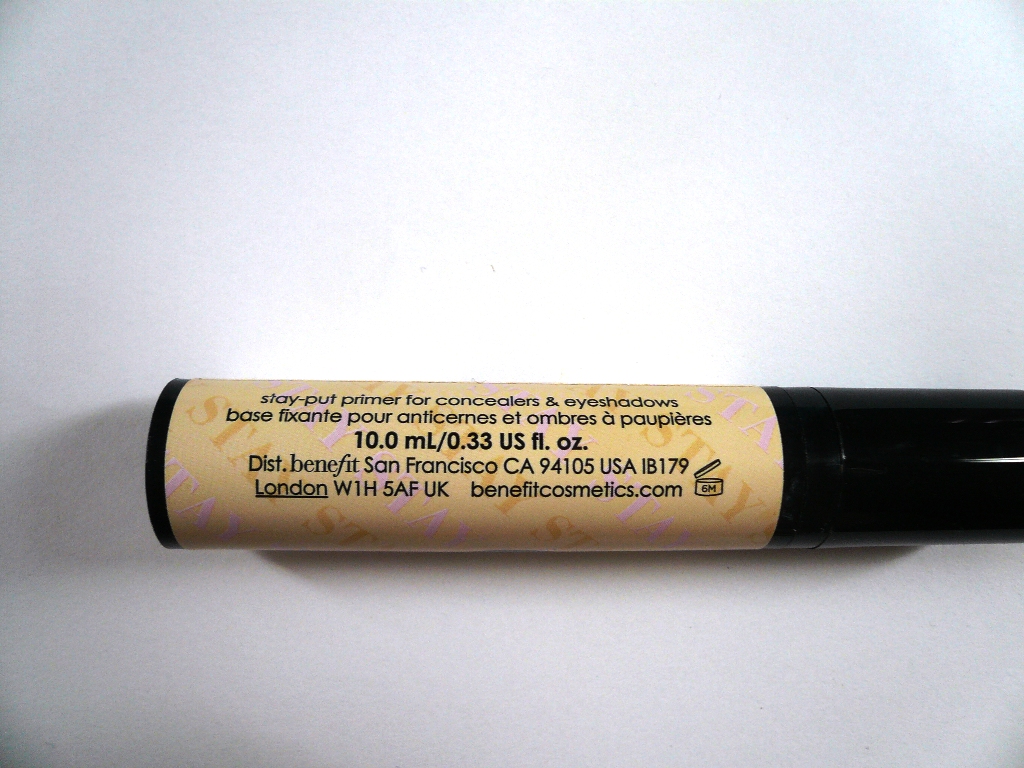 stay-put primer for concealers & eyeshadows
base fixante pour anticernes et ombres à paupières
10.0 mL/0.33 US fl. oz.
Dist. benefit San Francisco CA 94105 USA IB179
London W1H 5AF UK benefitcosmetics.com 6M